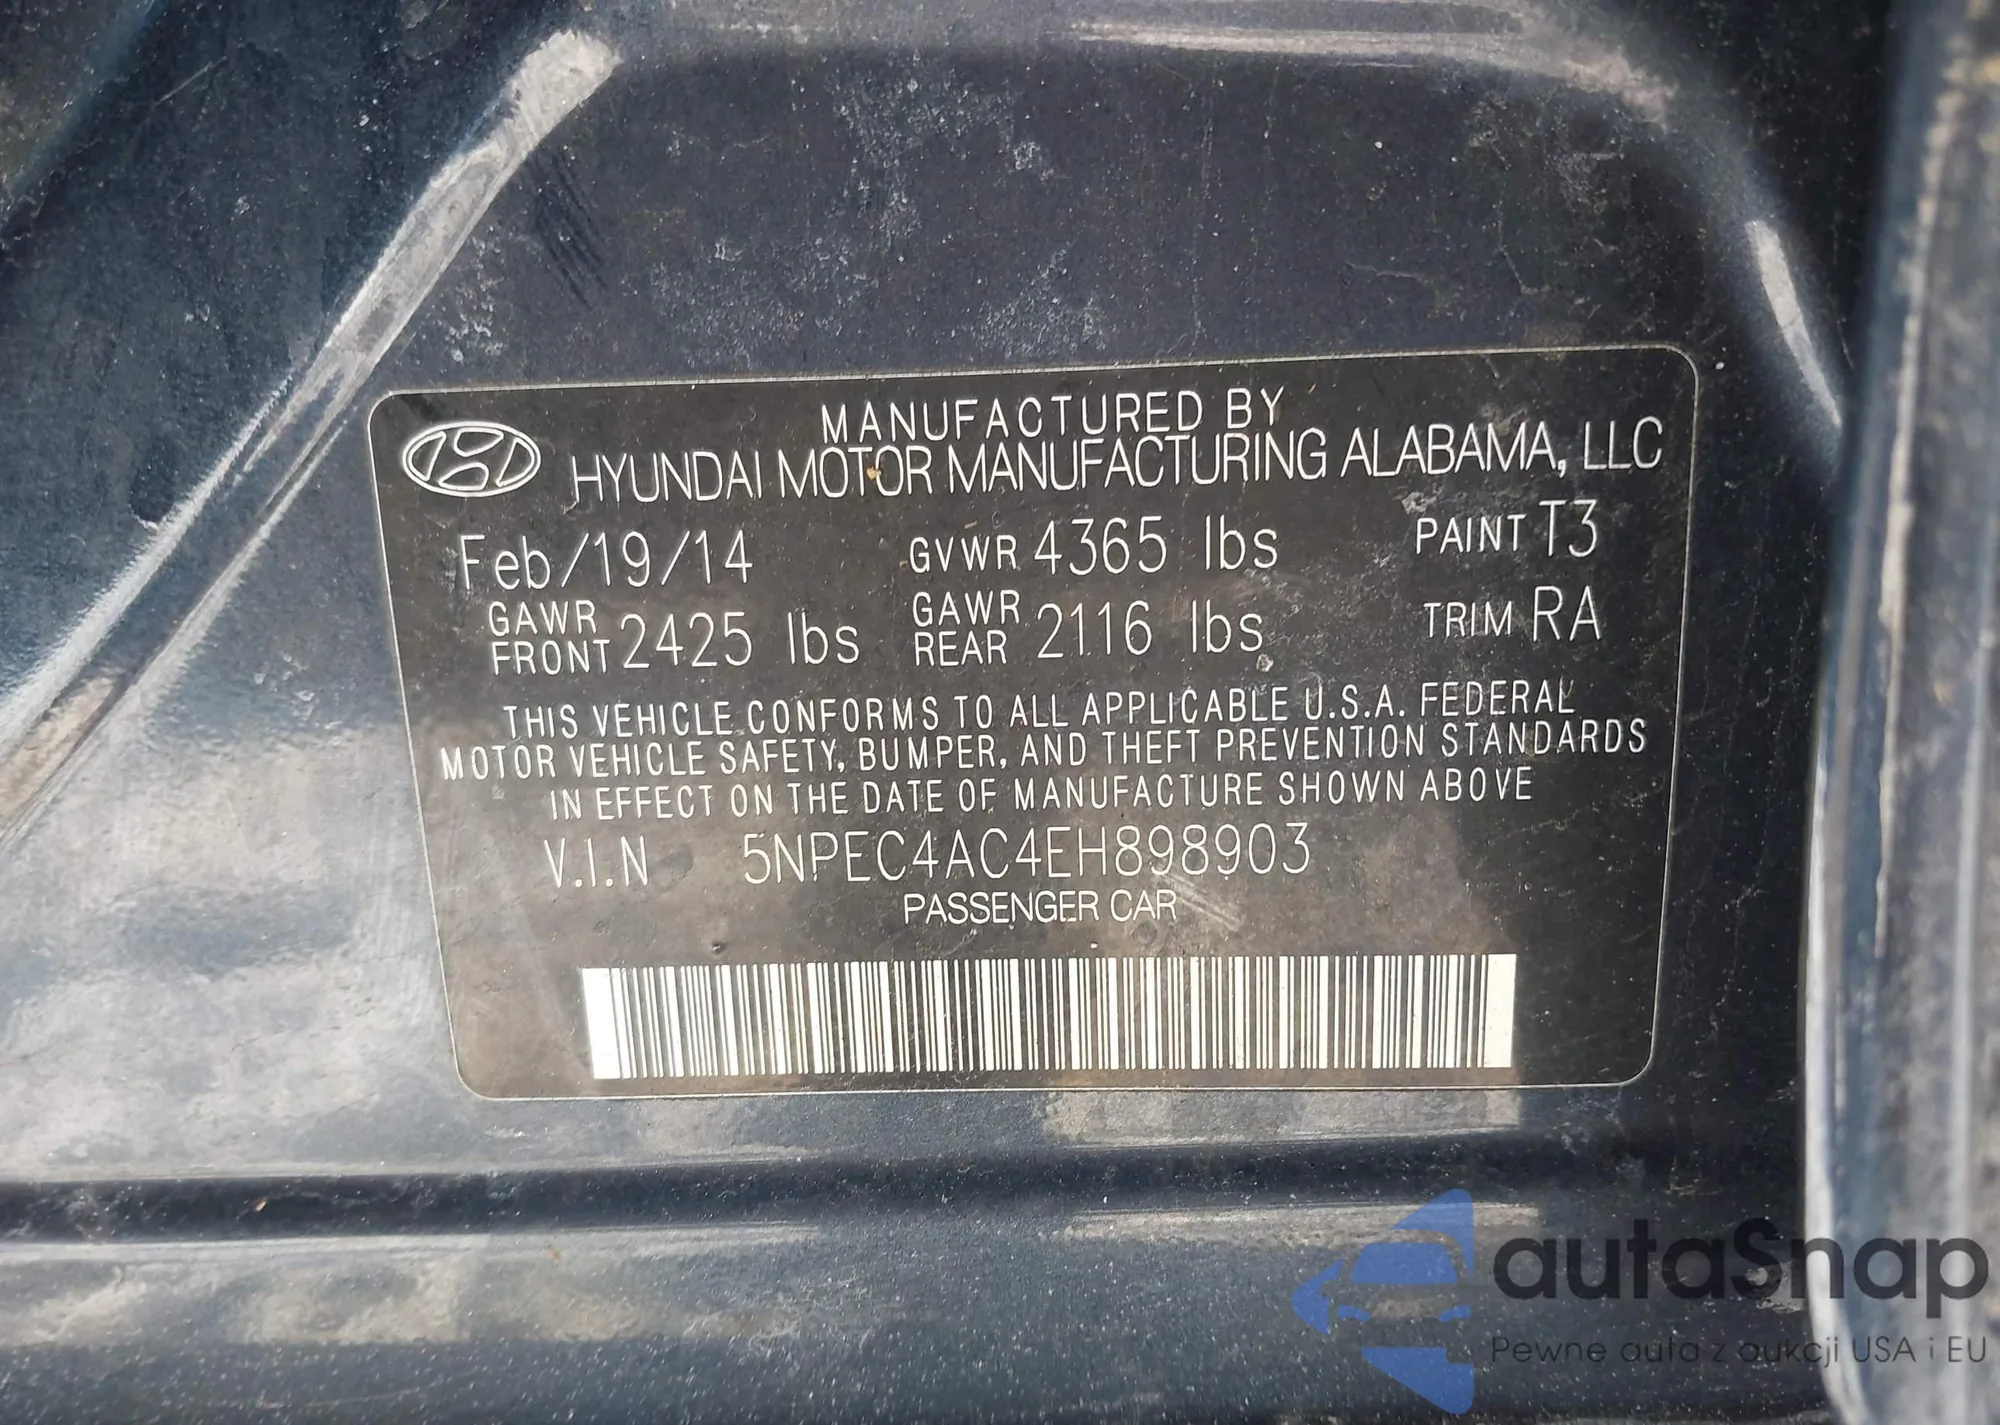 MANUFACTURED BY
HYUNDAI MOTOR MANUFACTURING ALABAMA, LLC
Feb/19/14 GVWR 4365 lbs PAINT T3
GAWR FRONT 2425 lbs GAWR REAR 2116 lbs TRIM RA
THIS VEHICLE CONFORMS TO ALL APPLICABLE U.S.A. FEDERAL
MOTOR VEHICLE SAFETY, BUMPER, AND THEFT PREVENTION STANDARDS
IN EFFECT ON THE DATE OF MANUFACTURE SHOWN ABOVE
V.I.N 5NPEC4AC4EH898903
PASSENGER CAR
autaSnap
Pewne auta z aukcji USA i EU